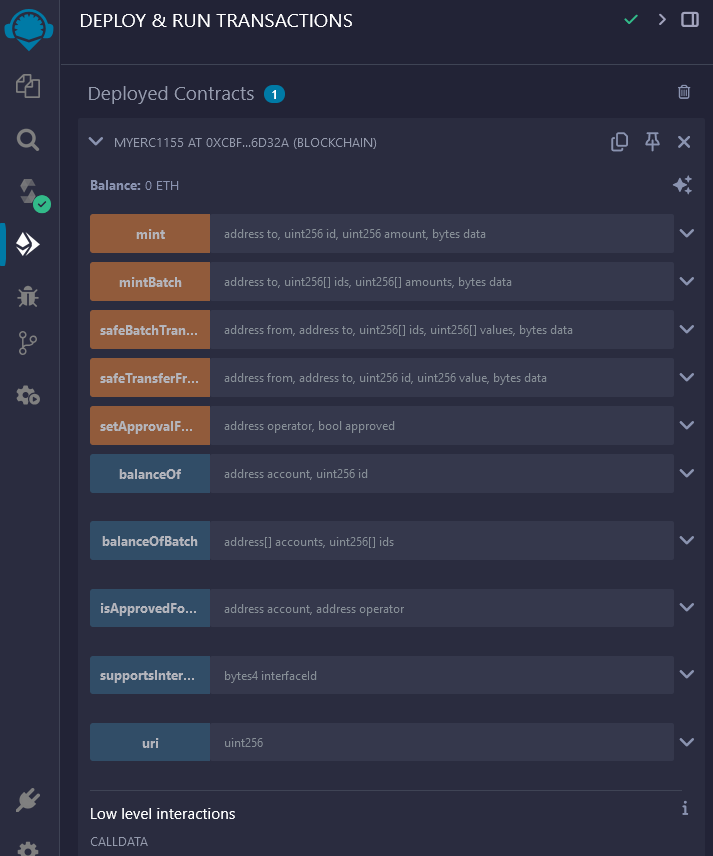 DEPLOY & RUN TRANSACTIONS
Deployed Contracts 1
MYERC1155 AT 0XCBF...6D32A (BLOCKCHAIN)
Balance: 0 ETH
mint address to, uint256 id, uint256 amount, bytes data
mintBatch address to, uint256[] ids, uint256[] amounts, bytes data
safeBatchTran... address from, address to, uint256[] ids, uint256[] values, bytes data
safeTransferFr... address from, address to, uint256 id, uint256 value, bytes data
setApprovalF... address operator, bool approved
balanceOf address account, uint256 id
balanceOfBatch address[] accounts, uint256[] ids
isApprovedFo... address account, address operator
supportsInter... bytes4 interfaceId
uri uint256
Low level interactions
CALLDATA